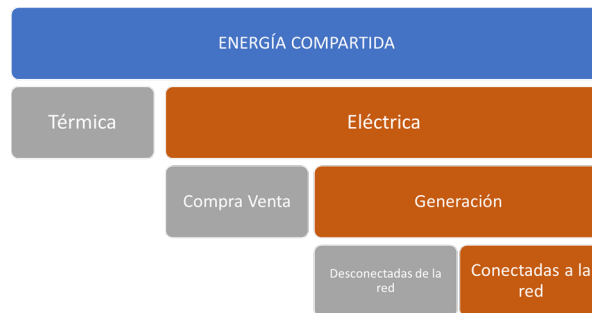 ENERGÍA COMPARTIDA
Térmica
Eléctrica
Compra Venta
Generación
Desconectadas de la
red
Conectadas a la
red